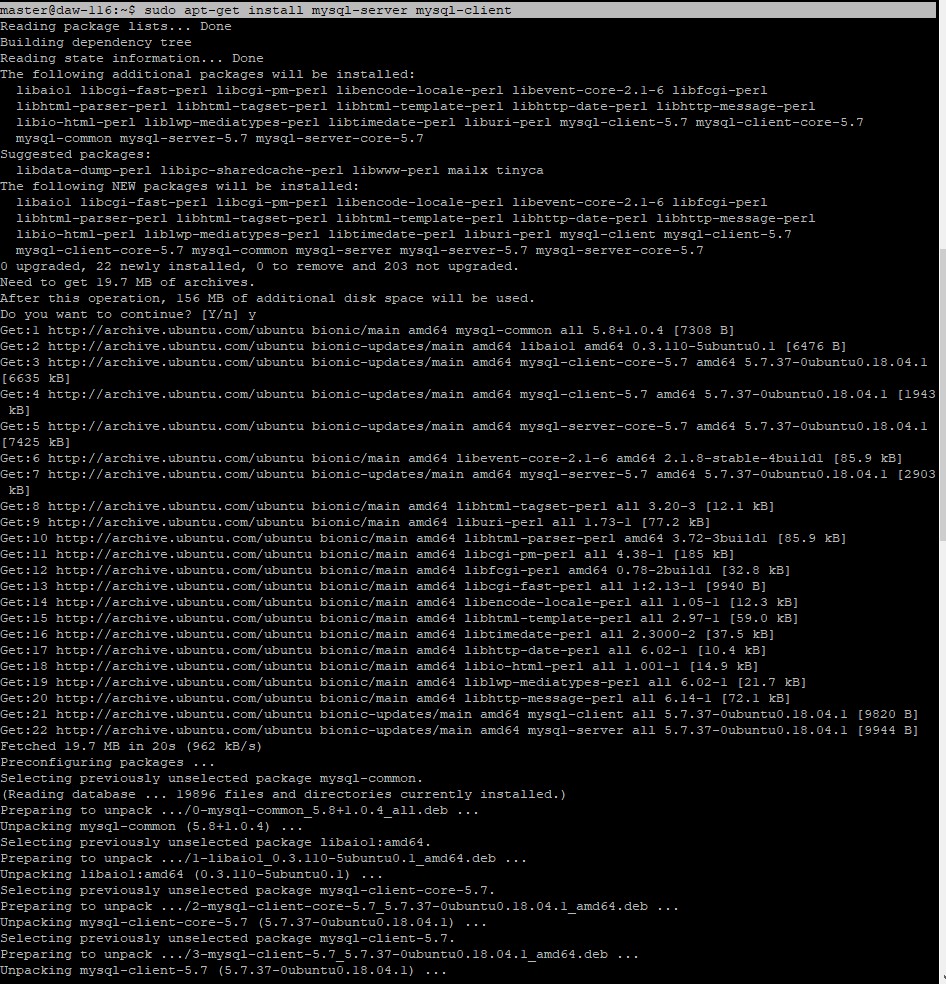 master@daw-116:~$ sudo apt-get install mysql-server mysql-client
Reading package lists... Done
Building dependency tree
Reading state information... Done
The following additional packages will be installed:
  libaio1 libcgi-fast-perl libcgi-pm-perl libencode-locale-perl libevent-core-2.1-6 libfcgi-perl
  libhtml-parser-perl libhtml-tagset-perl libhtml-template-perl libhttp-date-perl libhttp-message-perl
  libio-html-perl liblwp-mediatypes-perl libtimedate-perl liburi-perl mysql-client-5.7 mysql-client-core-5.7
  mysql-common mysql-server-5.7 mysql-server-core-5.7
Suggested packages:
  libdata-dump-perl libipc-sharedcache-perl libwww-perl mailx tinyca
The following NEW packages will be installed:
  libaio1 libcgi-fast-perl libcgi-pm-perl libencode-locale-perl libevent-core-2.1-6 libfcgi-perl
  libhtml-parser-perl libhtml-tagset-perl libhtml-template-perl libhttp-date-perl libhttp-message-perl
  libio-html-perl liblwp-mediatypes-perl libtimedate-perl liburi-perl mysql-client mysql-client-5.7
  mysql-client-core-5.7 mysql-common mysql-server mysql-server-5.7 mysql-server-core-5.7
0 upgraded, 22 newly installed, 0 to remove and 203 not upgraded.
Need to get 19.7 MB of archives.
After this operation, 156 MB of additional disk space will be used.
Do you want to continue? [Y/n] y
Get:1 http://archive.ubuntu.com/ubuntu bionic/main amd64 mysql-common all 5.8+1.0.4 [7308 B]
Get:2 http://archive.ubuntu.com/ubuntu bionic-updates/main amd64 libaio1 amd64 0.3.110-5ubuntu0.1 [6476 B]
Get:3 http://archive.ubuntu.com/ubuntu bionic-updates/main amd64 mysql-client-core-5.7 amd64 5.7.37-0ubuntu0.18.04.1
[6635 kB]
Get:4 http://archive.ubuntu.com/ubuntu bionic-updates/main amd64 mysql-client-5.7 amd64 5.7.37-0ubuntu0.18.04.1 [1943
 kB]
Get:5 http://archive.ubuntu.com/ubuntu bionic-updates/main amd64 mysql-server-core-5.7 amd64 5.7.37-0ubuntu0.18.04.1
[7425 kB]
Get:6 http://archive.ubuntu.com/ubuntu bionic/main amd64 libevent-core-2.1-6 amd64 2.1.8-stable-4build1 [85.9 kB]
Get:7 http://archive.ubuntu.com/ubuntu bionic-updates/main amd64 mysql-server-5.7 amd64 5.7.37-0ubuntu0.18.04.1 [2903
 kB]
Get:8 http://archive.ubuntu.com/ubuntu bionic/main amd64 libhtml-tagset-perl all 3.20-3 [12.1 kB]
Get:9 http://archive.ubuntu.com/ubuntu bionic/main amd64 liburi-perl all 1.73-1 [77.2 kB]
Get:10 http://archive.ubuntu.com/ubuntu bionic/main amd64 libhtml-parser-perl amd64 3.72-3build1 [85.9 kB]
Get:11 http://archive.ubuntu.com/ubuntu bionic/main amd64 libcgi-pm-perl all 4.38-1 [185 kB]
Get:12 http://archive.ubuntu.com/ubuntu bionic/main amd64 libfcgi-perl amd64 0.78-2build1 [32.8 kB]
Get:13 http://archive.ubuntu.com/ubuntu bionic/main amd64 libcgi-fast-perl all 1:2.13-1 [9940 B]
Get:14 http://archive.ubuntu.com/ubuntu bionic/main amd64 libencode-locale-perl all 1.05-1 [12.3 kB]
Get:15 http://archive.ubuntu.com/ubuntu bionic/main amd64 libhtml-template-perl all 2.97-1 [59.0 kB]
Get:16 http://archive.ubuntu.com/ubuntu bionic/main amd64 libtimedate-perl all 2.3000-2 [37.5 kB]
Get:17 http://archive.ubuntu.com/ubuntu bionic/main amd64 libhttp-date-perl all 6.02-1 [10.4 kB]
Get:18 http://archive.ubuntu.com/ubuntu bionic/main amd64 libio-html-perl all 1.001-1 [14.9 kB]
Get:19 http://archive.ubuntu.com/ubuntu bionic/main amd64 liblwp-mediatypes-perl all 6.02-1 [21.7 kB]
Get:20 http://archive.ubuntu.com/ubuntu bionic/main amd64 libhttp-message-perl all 6.14-1 [72.1 kB]
Get:21 http://archive.ubuntu.com/ubuntu bionic-updates/main amd64 mysql-client all 5.7.37-0ubuntu0.18.04.1 [9820 B]
Get:22 http://archive.ubuntu.com/ubuntu bionic-updates/main amd64 mysql-server all 5.7.37-0ubuntu0.18.04.1 [9944 B]
Fetched 19.7 MB in 20s (962 kB/s)
Preconfiguring packages ...
Selecting previously unselected package mysql-common.
(Reading database ... 19896 files and directories currently installed.)
Preparing to unpack .../0-mysql-common_5.8+1.0.4_all.deb ...
Unpacking mysql-common (5.8+1.0.4) ...
Selecting previously unselected package libaio1:amd64.
Preparing to unpack .../1-libaio1_0.3.110-5ubuntu0.1_amd64.deb ...
Unpacking libaio1:amd64 (0.3.110-5ubuntu0.1) ...
Selecting previously unselected package mysql-client-core-5.7.
Preparing to unpack .../2-mysql-client-core-5.7_5.7.37-0ubuntu0.18.04.1_amd64.deb ...
Unpacking mysql-client-core-5.7 (5.7.37-0ubuntu0.18.04.1) ...
Selecting previously unselected package mysql-client-5.7.
Preparing to unpack .../3-mysql-client-5.7_5.7.37-0ubuntu0.18.04.1_amd64.deb ...
Unpacking mysql-client-5.7 (5.7.37-0ubuntu0.18.04.1) ...